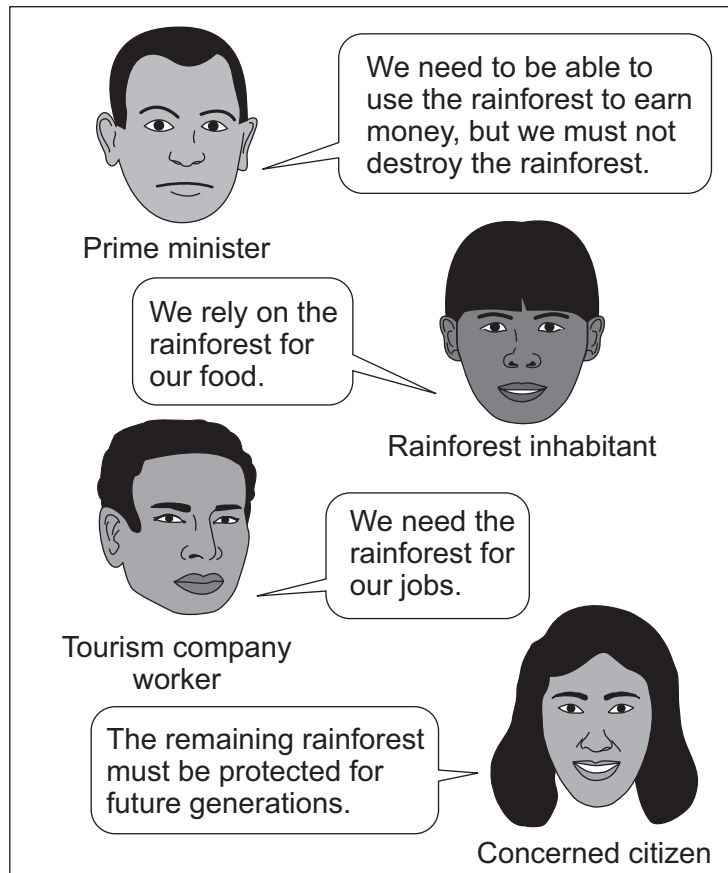 We need to be able to
use the rainforest to earn
money, but we must not
destroy the rainforest.
Prime minister
We rely on the
rainforest for
our food.
Rainforest inhabitant
We need the
rainforest for
our jobs.
Tourism company
worker
The remaining rainforest
must be protected for
future generations.
Concerned citizen